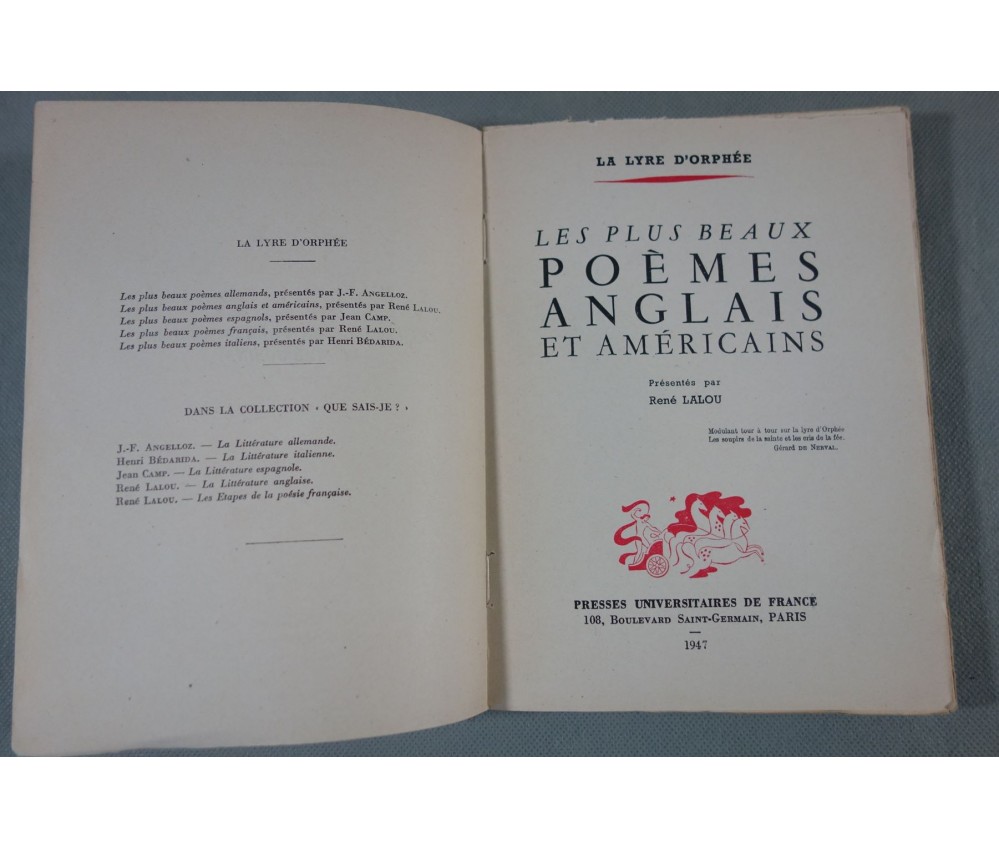 LA LYRE D'ORPHÉE
Les plus beaux poèmes allemands, présentés par J.-F. ANGELLOZ.
Les plus beaux poèmes anglais et américains, présentés par René LALOU.
Les plus beaux poèmes espagnols, présentés par Jean CAMP.
Les plus beaux poèmes français, présentés par René LALOU.
Les plus beaux poèmes italiens, présentés par Henri BÉDARIDA.
DANS LA COLLECTION « QUE SAIS-JE ? »
J.-F. ANGELLOZ. — La Littérature allemande.
Henri BÉDARIDA. — La Littérature italienne.
Jean CAMP. — La Littérature espagnole.
René LALOU. — La Littérature anglaise.
René LALOU. — Les Etapes de la poésie française.
LA LYRE D'ORPHÉE
LES PLUS BEAUX
POÈMES
ANGLAIS
ET AMÉRICAINS
Présentés par
René LALOU
Modulant tour à tour sur la lyre d'Orphée
Les soupirs de la sainte et les cris de la fée.
GÉRARD DE NERVAL.
PRESSES UNIVERSITAIRES DE FRANCE
108, BOULEVARD SAINT-GERMAIN, PARIS
1947